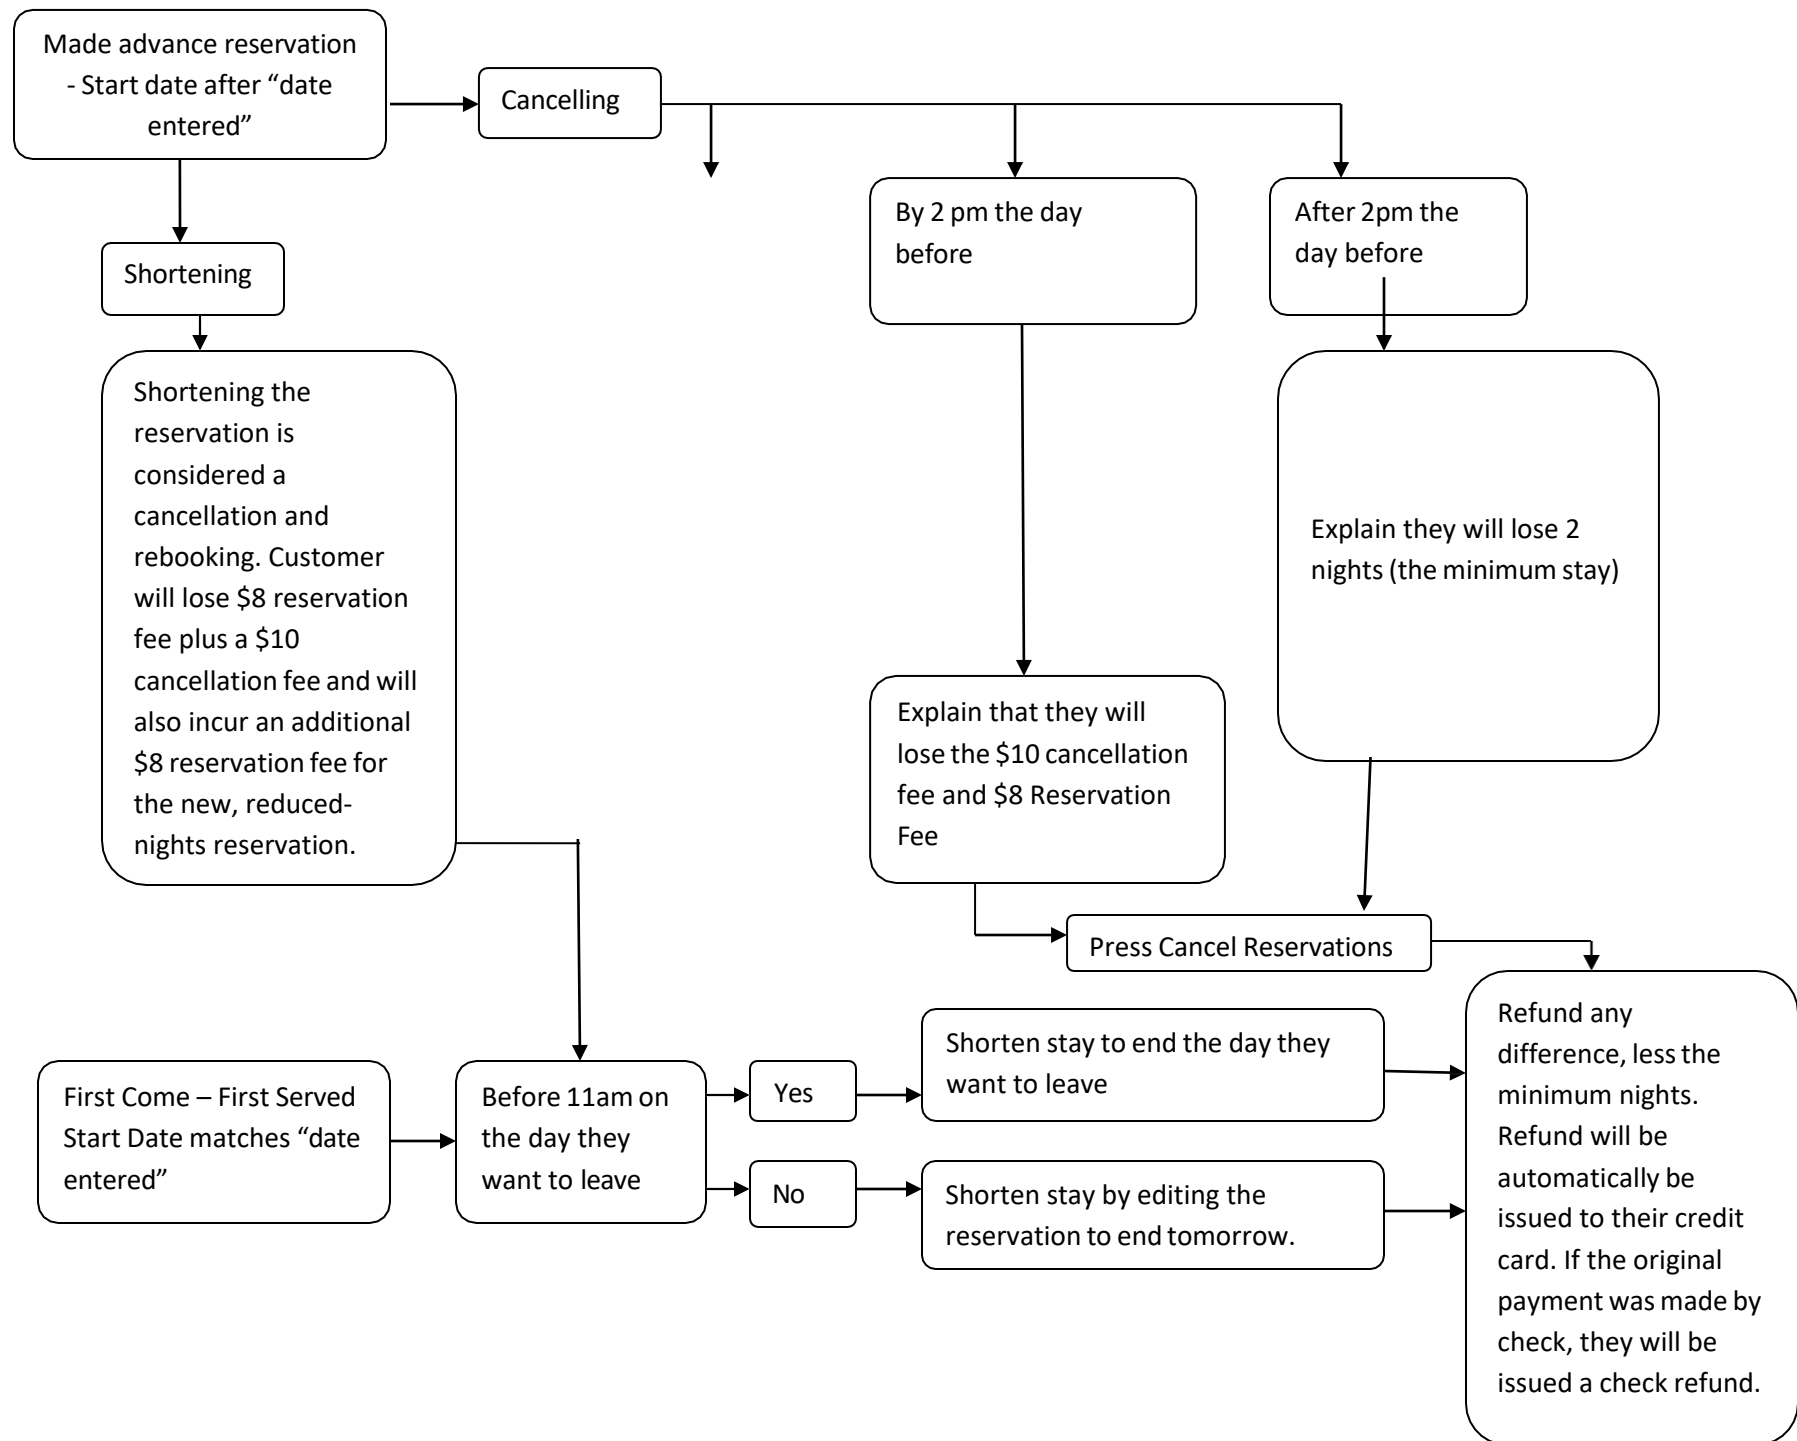 Made advance reservation
- Start date after “date
entered”
Cancelling
By 2 pm the day
before
After 2pm the
day before
Shortening
Shortening the
reservation is
considered a
cancellation and
rebooking. Customer
will lose $8 reservation
fee plus a $10
cancellation fee and will
also incur an additional
$8 reservation fee for
the new, reduced-
nights reservation.
Explain they will lose 2
nights (the minimum stay)
Explain that they will
lose the $10 cancellation
fee and $8 Reservation
Fee
Press Cancel Reservations
First Come – First Served
Start Date matches “date
entered”
Before 11am on
the day they
want to leave
Yes
No
Shorten stay to end the day they
want to leave
Shorten stay by editing the
reservation to end tomorrow.
Refund any
difference, less the
minimum nights.
Refund will be
automatically be
issued to their credit
card. If the original
payment was made by
check, they will be
issued a check refund.